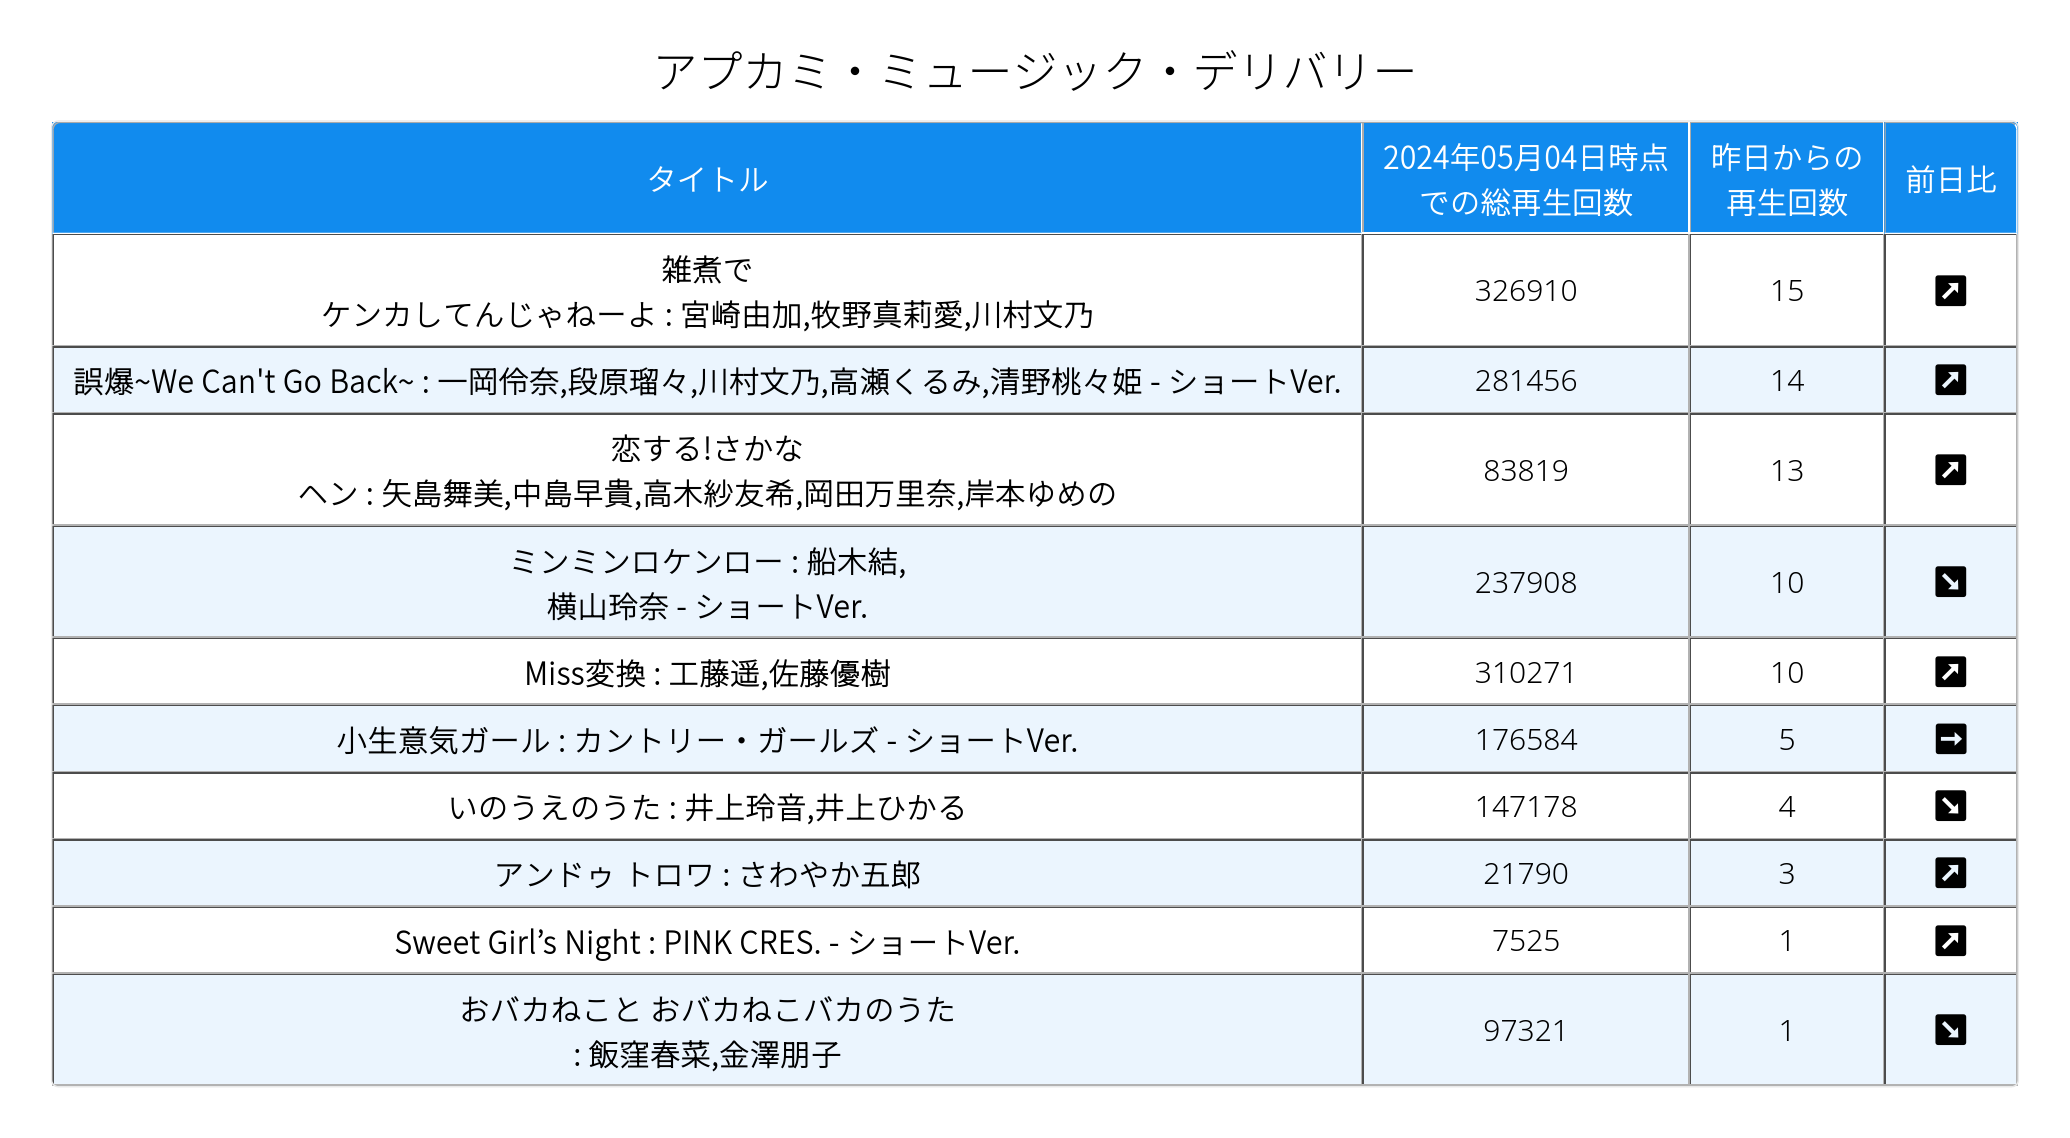 アプカミ・ミュージック・デリバリー
タイトル
2024年05月04日時点
での総再生回数
昨日からの
再生回数
前日比
雑煮で
ケンカしてんじゃねーよ : 宮崎由加,牧野真莉愛,川村文乃
326910
15
誤爆~We Can't Go Back~ : 一岡伶奈,段原瑠々,川村文乃,高瀬くるみ,清野桃々姫 - ショートVer.
281456
14
恋する!さかな
ヘン : 矢島舞美,中島早貴,高木紗友希,岡田万里奈,岸本ゆめの
83819
13
ミンミンロケンロー : 船木結,
横山玲奈 - ショートVer.
237908
10
Miss変換 : 工藤遥,佐藤優樹
310271
10
小生意気ガール : カントリー・ガールズ - ショートVer.
176584
5
いのうえのうた : 井上玲音,井上ひかる
147178
4
アンドゥ トロワ : さわやか五郎
21790
3
Sweet Girl’s Night : PINK CRES. - ショートVer.
7525
1
おバカねこと おバカねこバカのうた
: 飯窪春菜,金澤朋子
97321
1